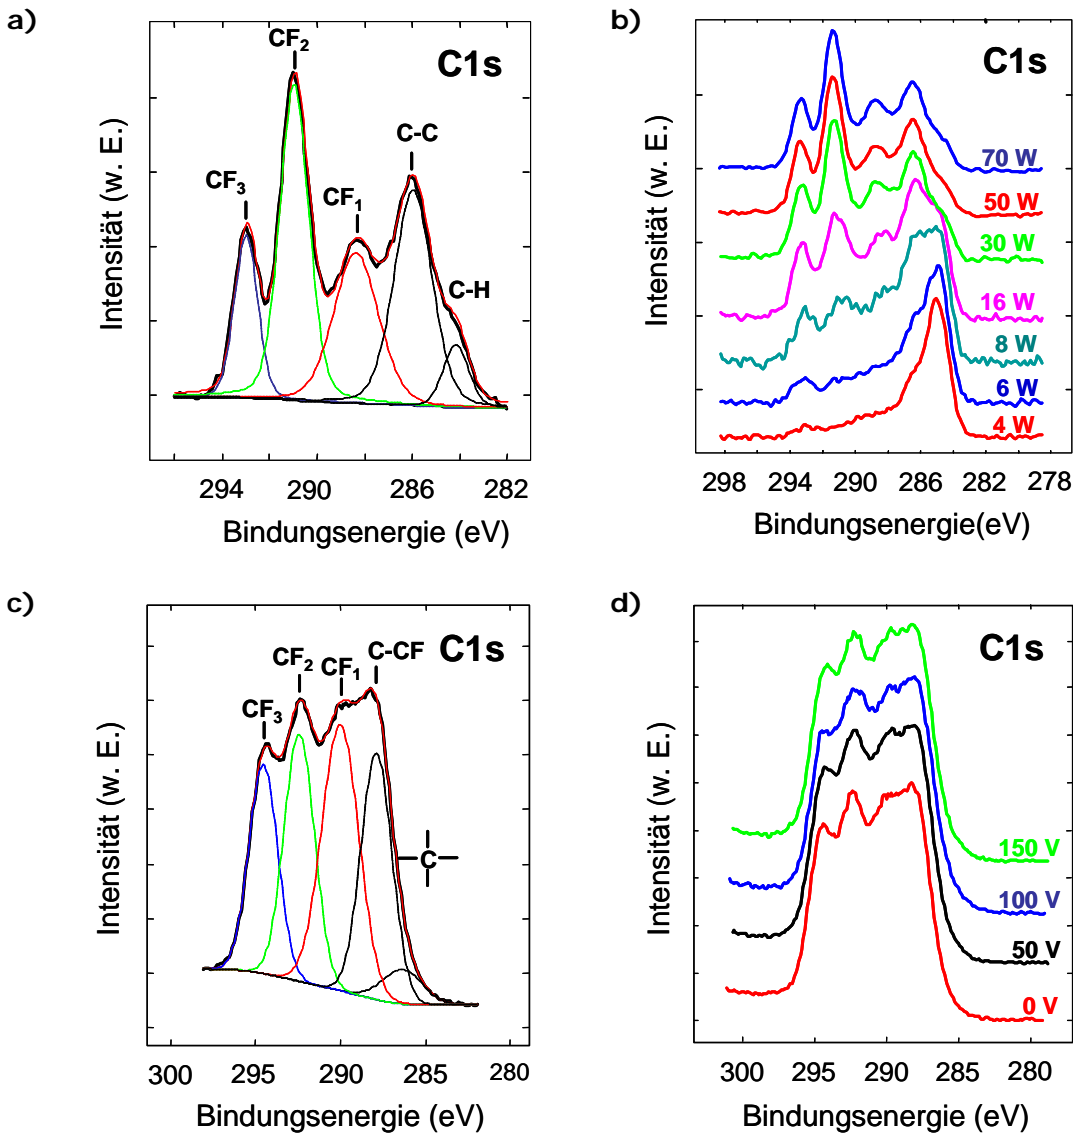 a)
C1s
CF2
C-C
CF3
CF1
C-H
Intensität (w. E.)
294
290
286
282
Bindungsenergie (eV)
b)
C1s
70 W
50 W
30 W
16 W
8 W
6 W
4 W
Intensität (w. E.)
298
294
290
286
282
278
Bindungsenergie(eV)
c)
C1s
C-CF
CF2
CF1
CF3
C
Intensität (w. E.)
300
295
290
285
280
Bindungsenergie (eV)
d)
C1s
150 V
100 V
50 V
0 V
Intensität (w. E.)
300
295
290
285
280
Bindungsenergie (eV)